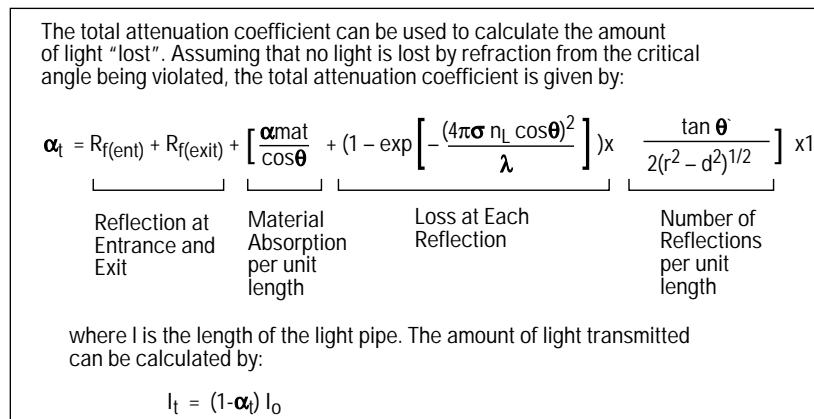 The total attenuation coefficient can be used to calculate the amount
of light “lost”. Assuming that no light is lost by refraction from the critical
angle being violated, the total attenuation coefficient is given by:
αt = Rf(ent) + Rf(exit) + [ αmat / cosθ + (1 – exp[ – (4πσ nL cosθ)² / λ ] )x tan θ` / 2(r² – d²)1/2 ] x1
Reflection at
Entrance and
Exit
Material
Absorption
per unit
length
Loss at Each
Reflection
Number of
Reflections
per unit
length
where l is the length of the light pipe. The amount of light transmitted
can be calculated by:
It = (1-αt) Io